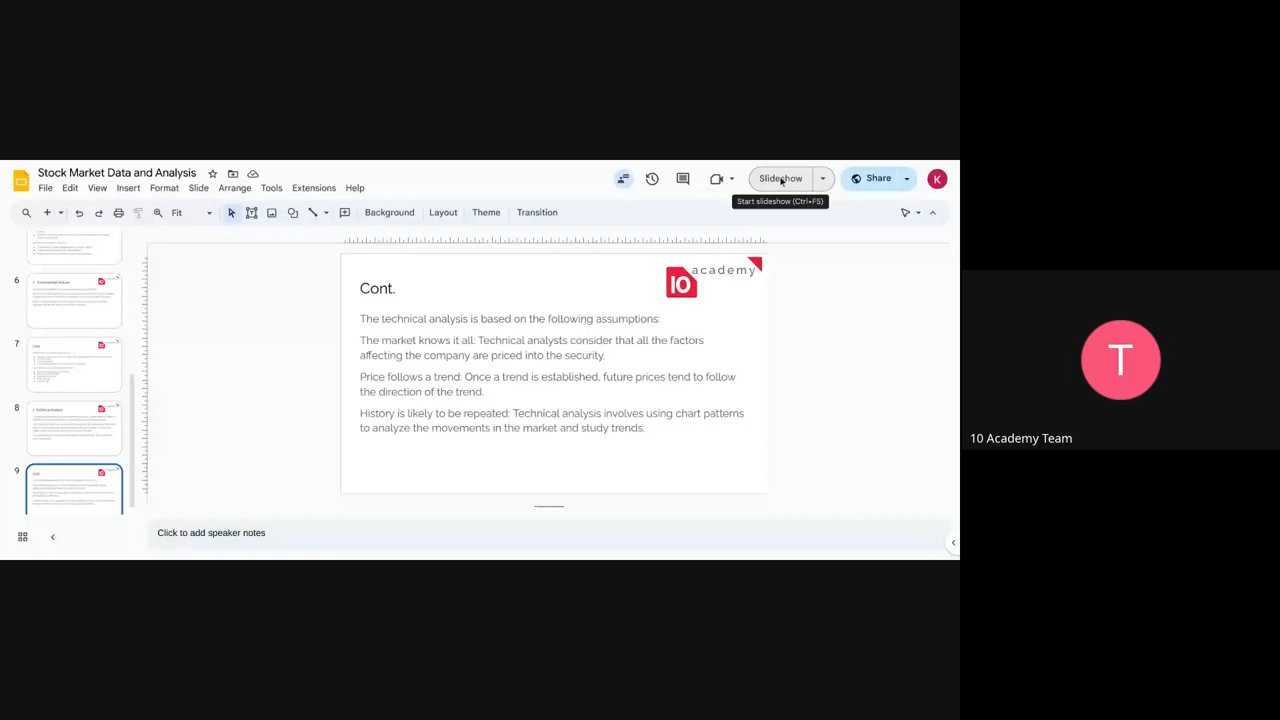 Stock Market Data and Analysis
File Edit View Insert Format Slide Arrange Tools Extensions Help
Slideshow
Share
K
Start slideshow (Ctrl+F5)
Fit
Background Layout Theme Transition
6
7
8
9
10 academy
Cont.
The technical analysis is based on the following assumptions:
The market knows it all: Technical analysts consider that all the factors
affecting the company are priced into the security.
Price follows a trend: Once a trend is established, future prices tend to follow
the direction of the trend.
History is likely to be repeated: Technical analysis involves using chart patterns
to analyze the movements in the market and study trends.
Click to add speaker notes
T
10 Academy Team